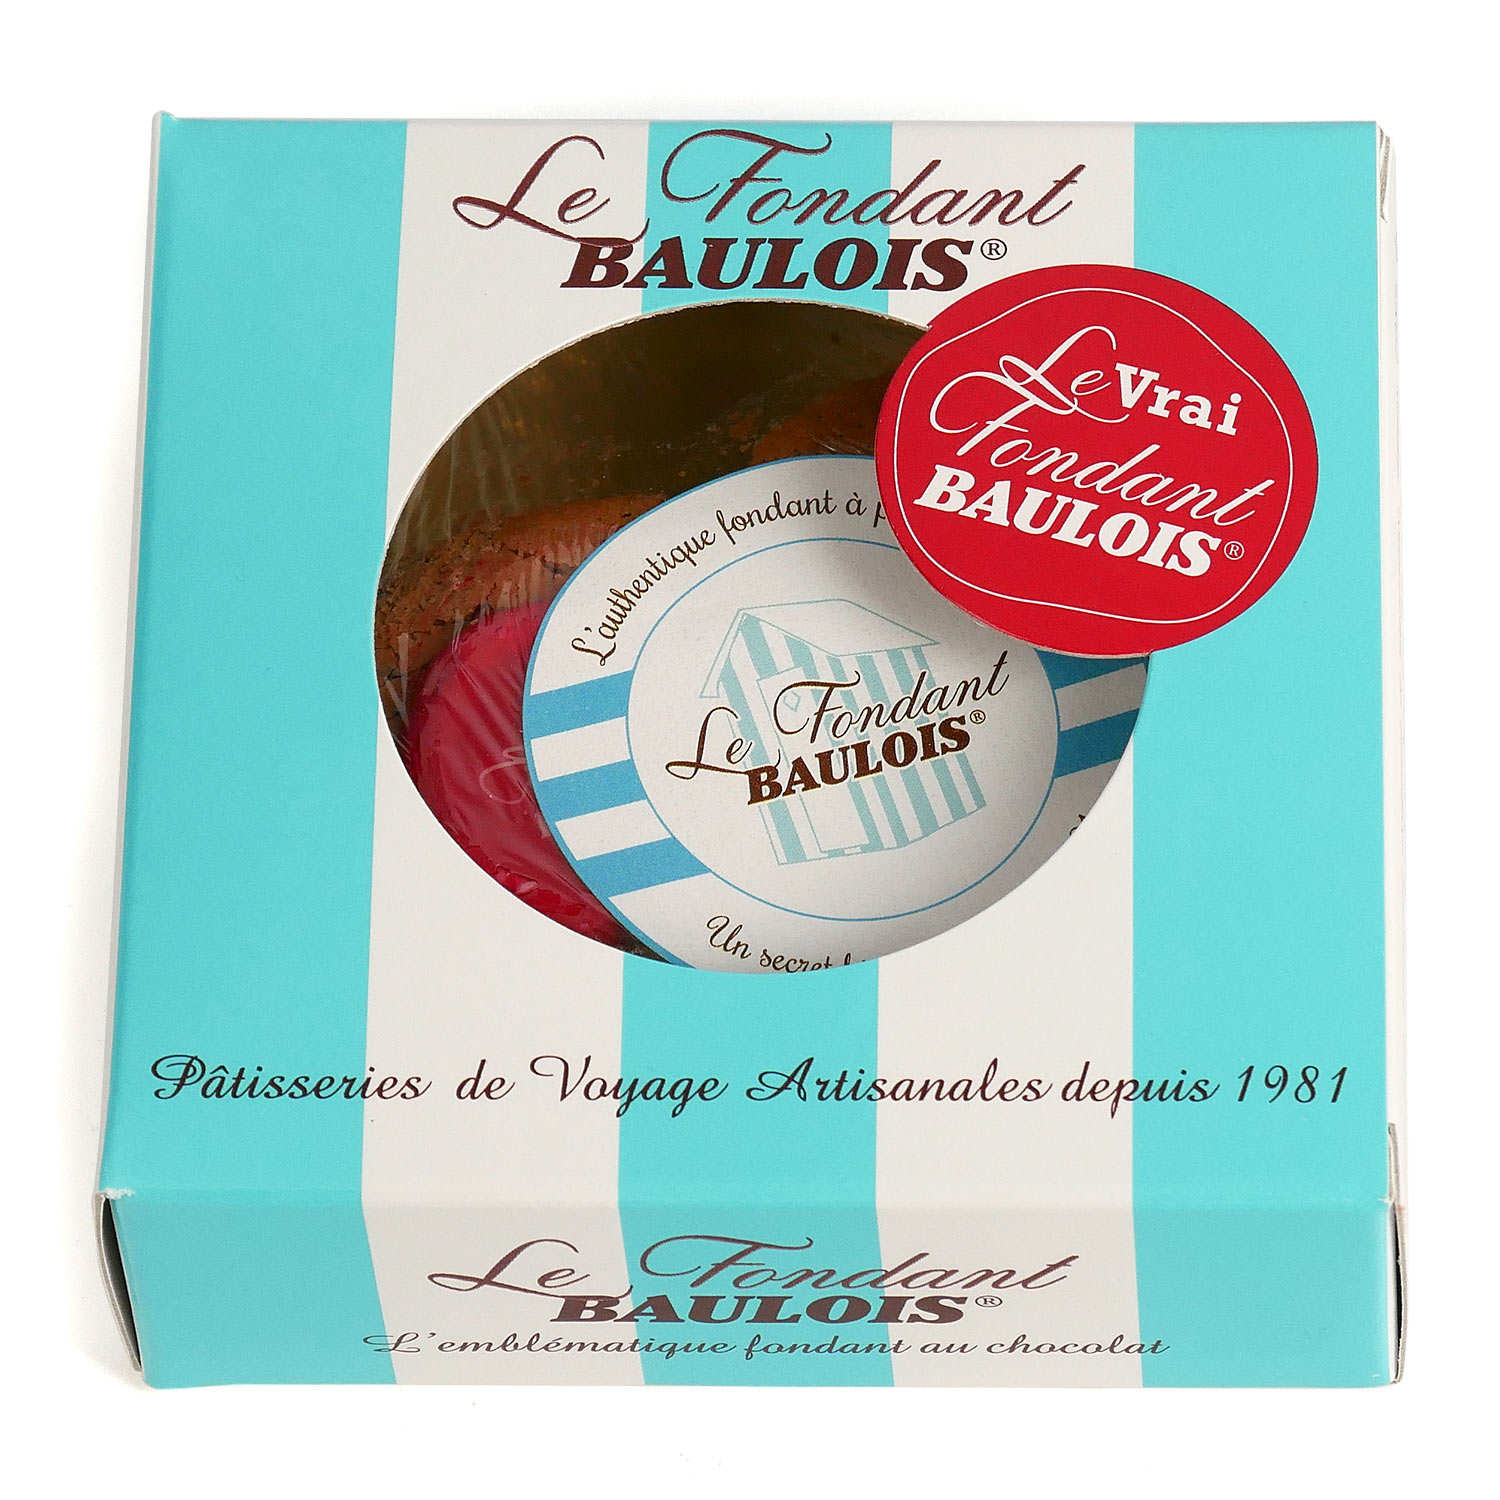 Le Fondant
BAULOIS®
Le Vrai
Fondant
BAULOIS®
L'authentique fondant à
Le Fondant
BAULOIS®
Un secret
Pâtisseries de Voyage Artisanales depuis 1981
Le Fondant
BAULOIS®
L'emblématique fondant au chocolat